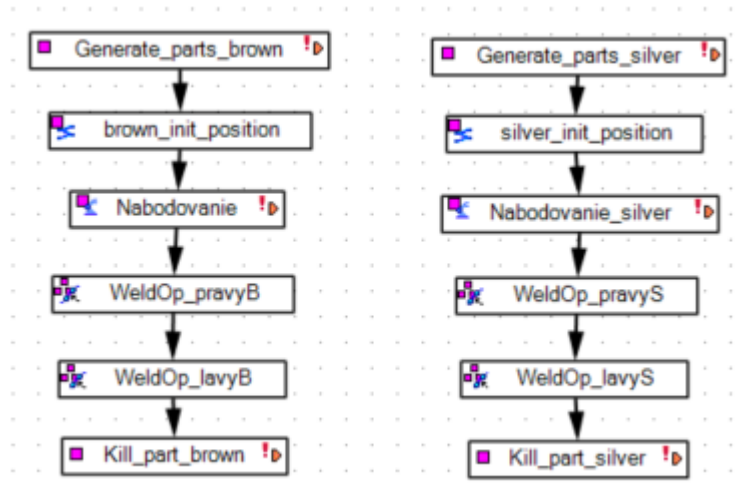 Generate_parts_brown
brown_init_position
Nabodovanie
WeldOp_pravyB
WeldOp_lavyB
Kill_part_brown
Generate_parts_silver
silver_init_position
Nabodovanie_silver
WeldOp_pravyS
WeldOp_lavyS
Kill_part_silver